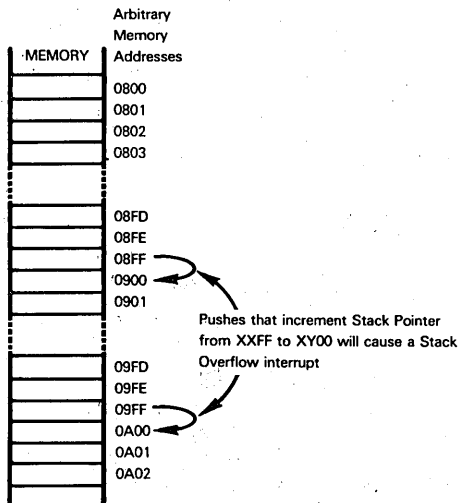 Arbitrary
Memory
MEMORY Addresses
0800
0801
0802
0803
08FD
08FE
08FF
0900
0901
Pushes that increment Stack Pointer
from XXFF to XY00 will cause a Stack
Overflow interrupt
09FD
09FE
09FF
0A00
0A01
0A02